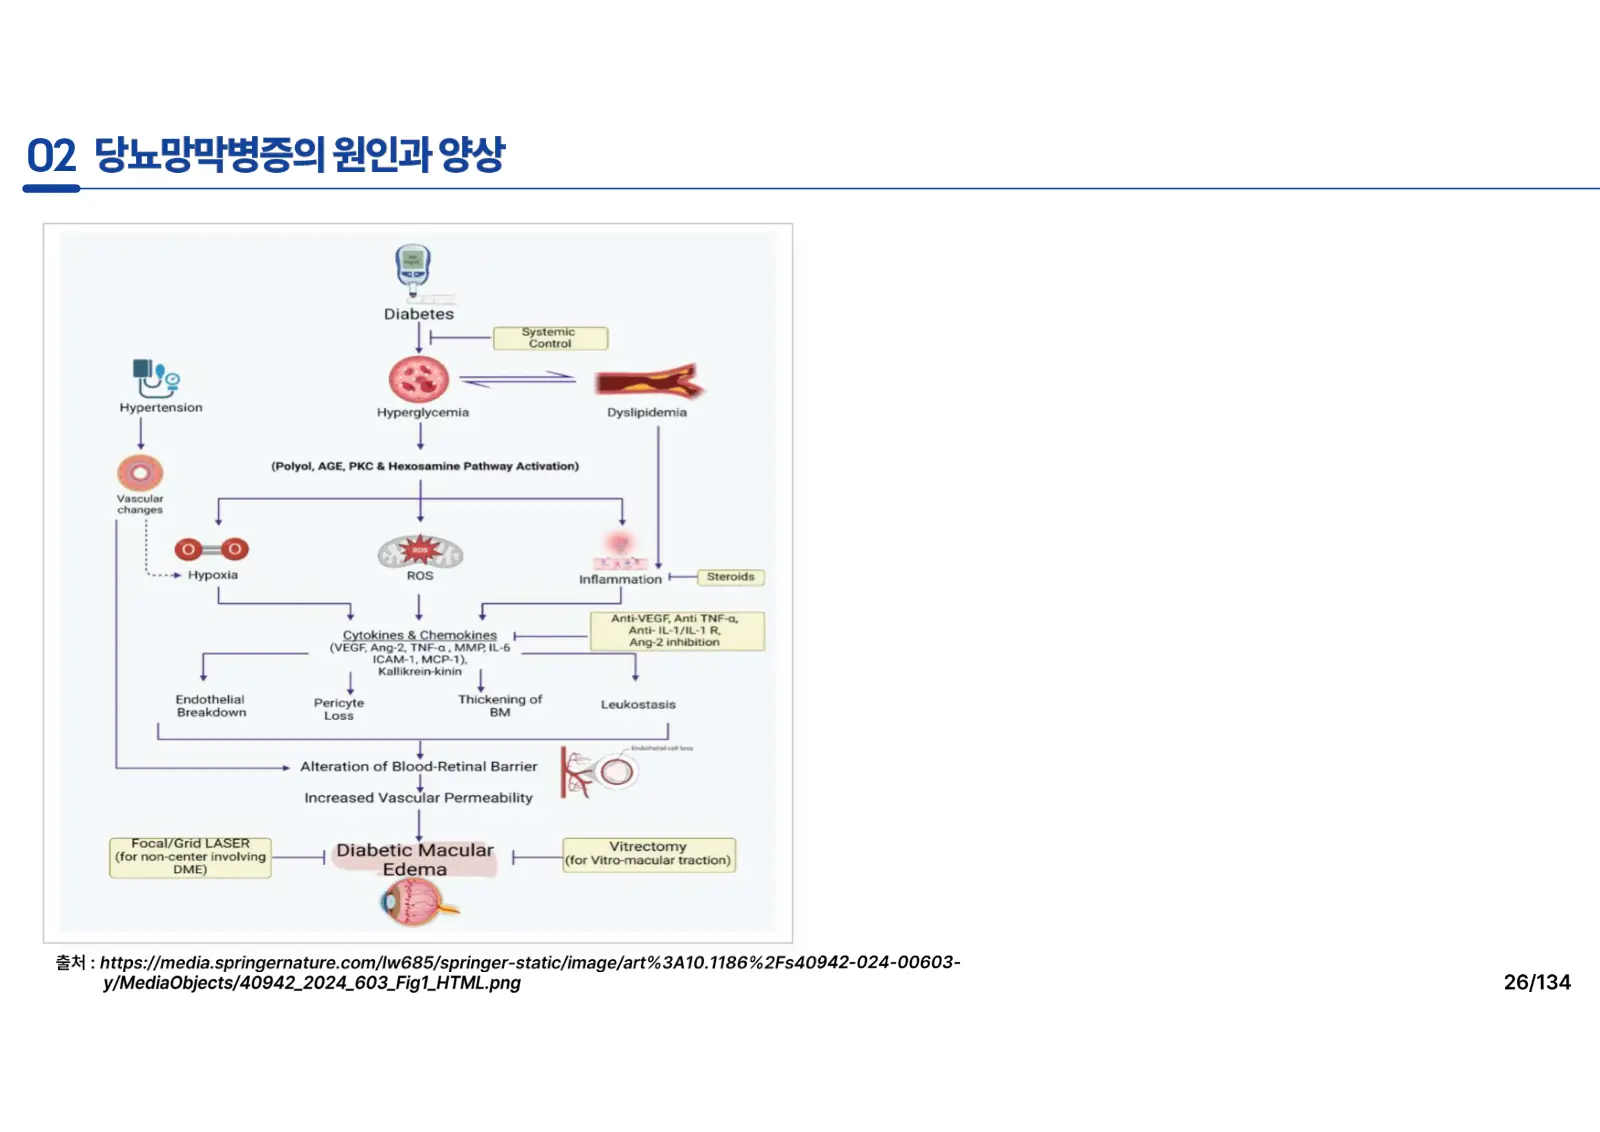 02 당뇨망막병증의 원인과 양상
Diabetes
Systemic
Control
Hypertension
Hyperglycemia
Dyslipidemia
(Polyol, AGE, PKC & Hexosamine Pathway Activation)
Vascular
changes
O O
ROS
Hypoxia
ROS
Inflammation
Steroids
Cytokines & Chemokines
(VEGF, Ang-2, TNF-α , MMP, IL-6
ICAM-1, MCP-1),
Kallikrein-kinin
Anti-VEGF, Anti TNF-α,
Anti- IL-1/IL-1 R,
Ang-2 inhibition
Endothelial
Breakdown
Pericyte
Loss
Thickening of
BM
Leukostasis
Endothelial cell loss
Alteration of Blood-Retinal Barrier
Increased Vascular Permeability
Focal/Grid LASER
(for non-center involving
DME)
Diabetic Macular
Edema
Vitrectomy
(for Vitro-macular traction)
출처 : https://media.springernature.com/lw685/springer-static/image/art%3A10.1186%2Fs40942-024-00603-
y/MediaObjects/40942_2024_603_Fig1_HTML.png
26/134